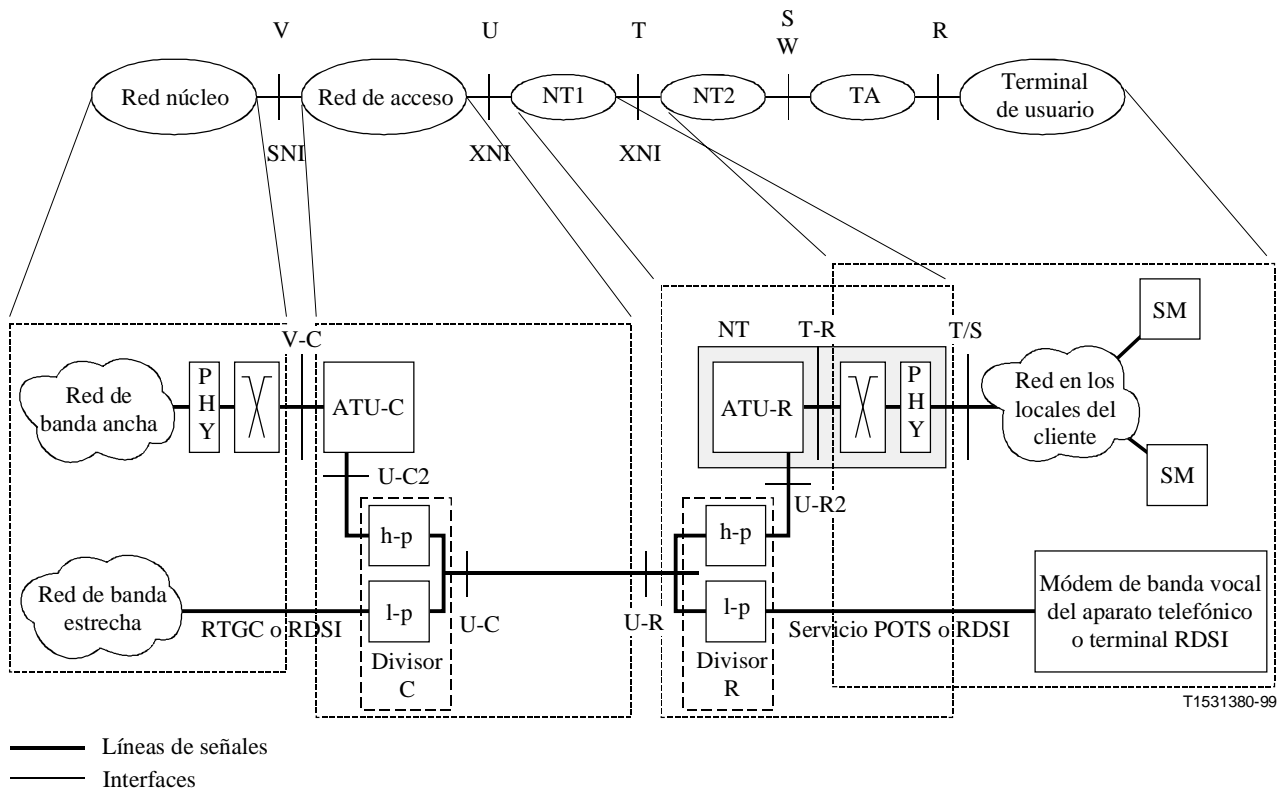 V
U
T
S
W
R
Red núcleo
Red de acceso
NT1
NT2
TA
Terminal
de usuario
SNI
XNI
XNI
V-C
NT
T-R
T/S
SM
Red de
banda ancha
P
H
Y
ATU-C
ATU-R
P
H
Y
Red en los
locales del
cliente
SM
U-C2
U-R2
h-p
h-p
Red de banda
estrecha
RTGC o RDSI
l-p
U-C
U-R
l-p
Servicio POTS o RDSI
Módem de banda vocal
del aparato telefónico
o terminal RDSI
Divisor
C
Divisor
R
T1531380-99
Líneas de señales
Interfaces